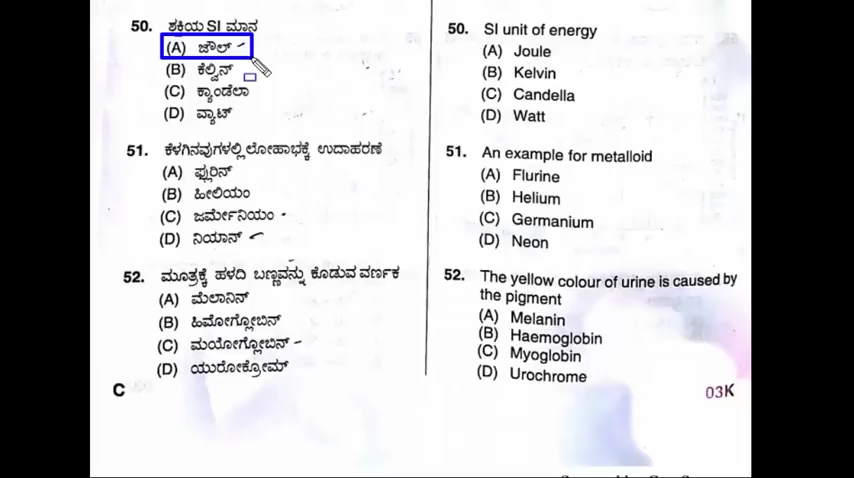 50. ಶಕ್ತಿಯ SI ಮಾನ
(A) ಜೌಲ್
(B) ಕೆಲ್ವಿನ್
(C) ಕ್ಯಾಂಡೆಲಾ
(D) ವ್ಯಾಟ್
51. ಕೆಳಗಿನವುಗಳಲ್ಲಿ ಲೋಹಾಭಕ್ಕೆ ಉದಾಹರಣೆ
(A) ಫ್ಲುರಿನ್
(B) ಹೀಲಿಯಂ
(C) ಜರ್ಮೇನಿಯಂ
(D) ನಿಯಾನ್
52. ಮೂತ್ರಕ್ಕೆ ಹಳದಿ ಬಣ್ಣವನ್ನು ಕೊಡುವ ವರ್ಣಕ
(A) ಮೆಲಾನಿನ್
(B) ಹಿಮೋಗ್ಲೋಬಿನ್
(C) ಮಯೋಗ್ಲೋಬಿನ್
(D) ಯುರೋಕ್ರೋಮ್
C
50. SI unit of energy
(A) Joule
(B) Kelvin
(C) Candella
(D) Watt
51. An example for metalloid
(A) Flurine
(B) Helium
(C) Germanium
(D) Neon
52. The yellow colour of urine is caused by
the pigment
(A) Melanin
(B) Haemoglobin
(C) Myoglobin
(D) Urochrome
03K